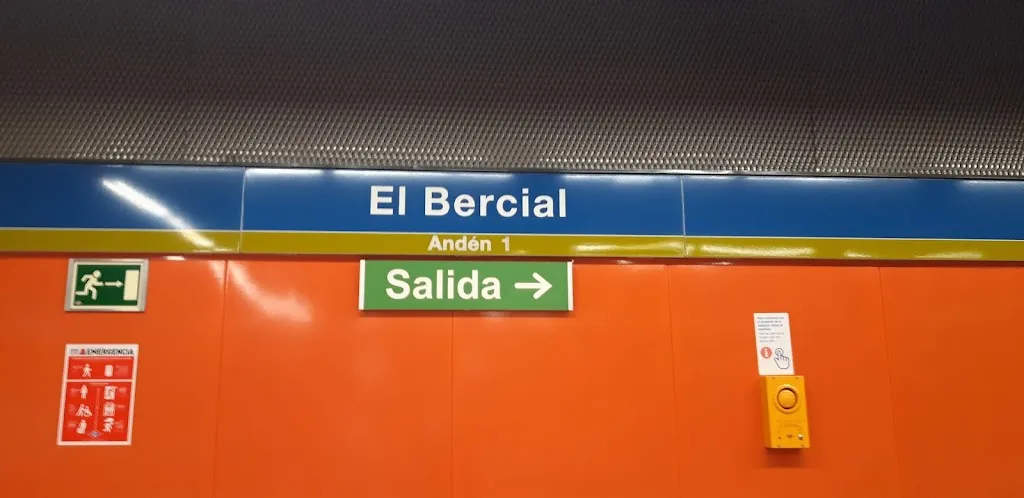 El Bercial
Andén 1
Salida
EMERGENCIA